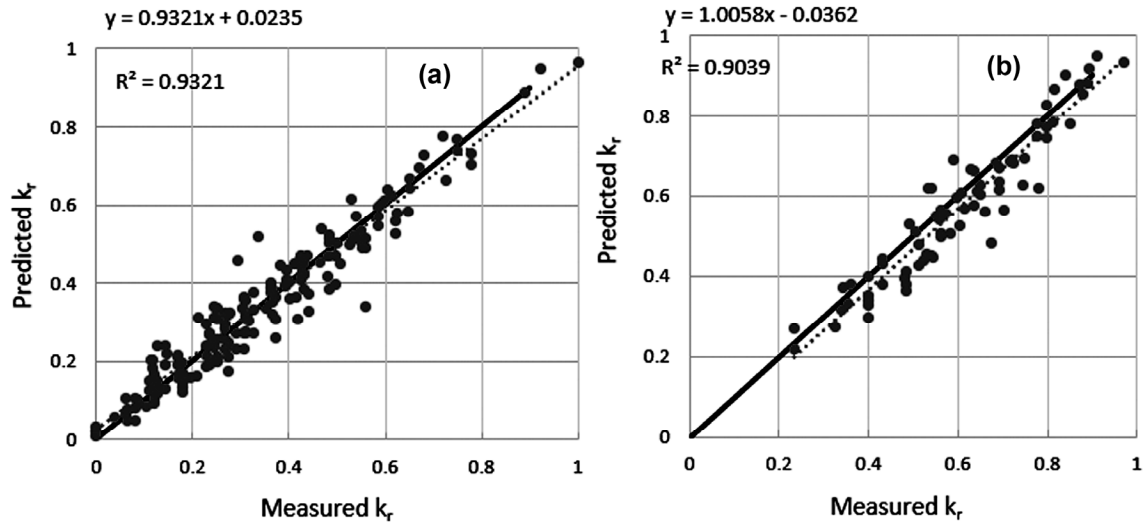 y = 0.9321x + 0.0235
1
R² = 0.9321
(a)
0.8
0.6
0.4
0.2
0
Predicted kr
0 0.2 0.4 0.6 0.8 1
Measured kr
y = 1.0058x - 0.0362
1
R² = 0.9039
(b)
0.8
0.6
0.4
0.2
0
Predicted kr
0 0.2 0.4 0.6 0.8 1
Measured kr